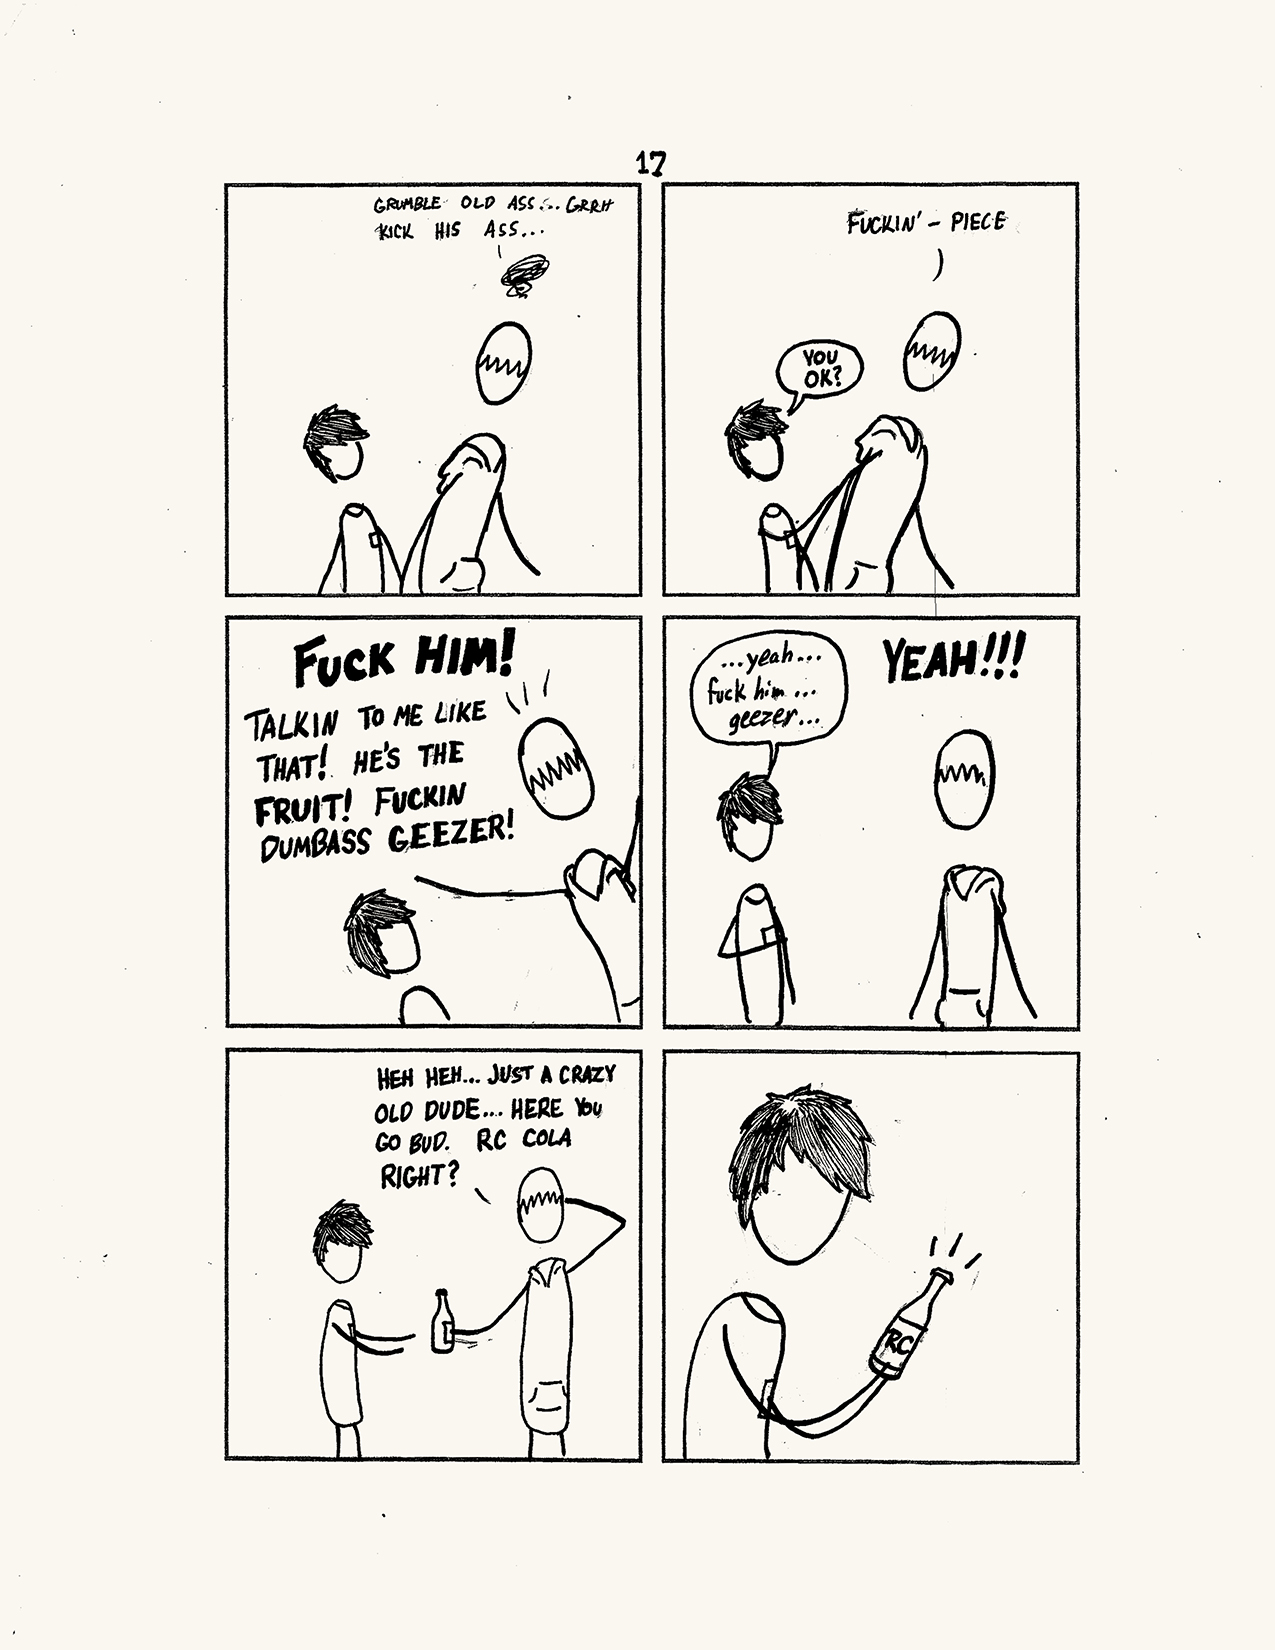 17
GRUMBLE OLD ASS... GRRH
KICK HIS ASS...
FUCKIN' - PIECE
YOU
OK?
FUCK HIM!
TALKIN TO ME LIKE
THAT! HE'S THE
FRUIT! FUCKIN
DUMBASS GEEZER!
...yeah...
fuck him...
geezer...
YEAH!!!
HEH HEH... JUST A CRAZY
OLD DUDE... HERE YOU
GO BUD. RC COLA
RIGHT?
RC